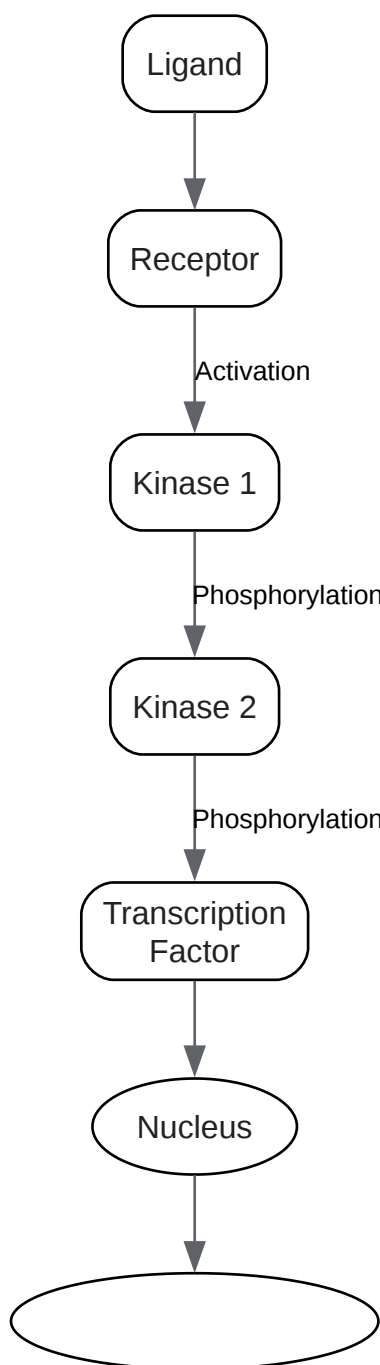 Ligand
Receptor
Activation
Kinase 1
Phosphorylation
Kinase 2
Phosphorylation
Transcription
Factor
Nucleus